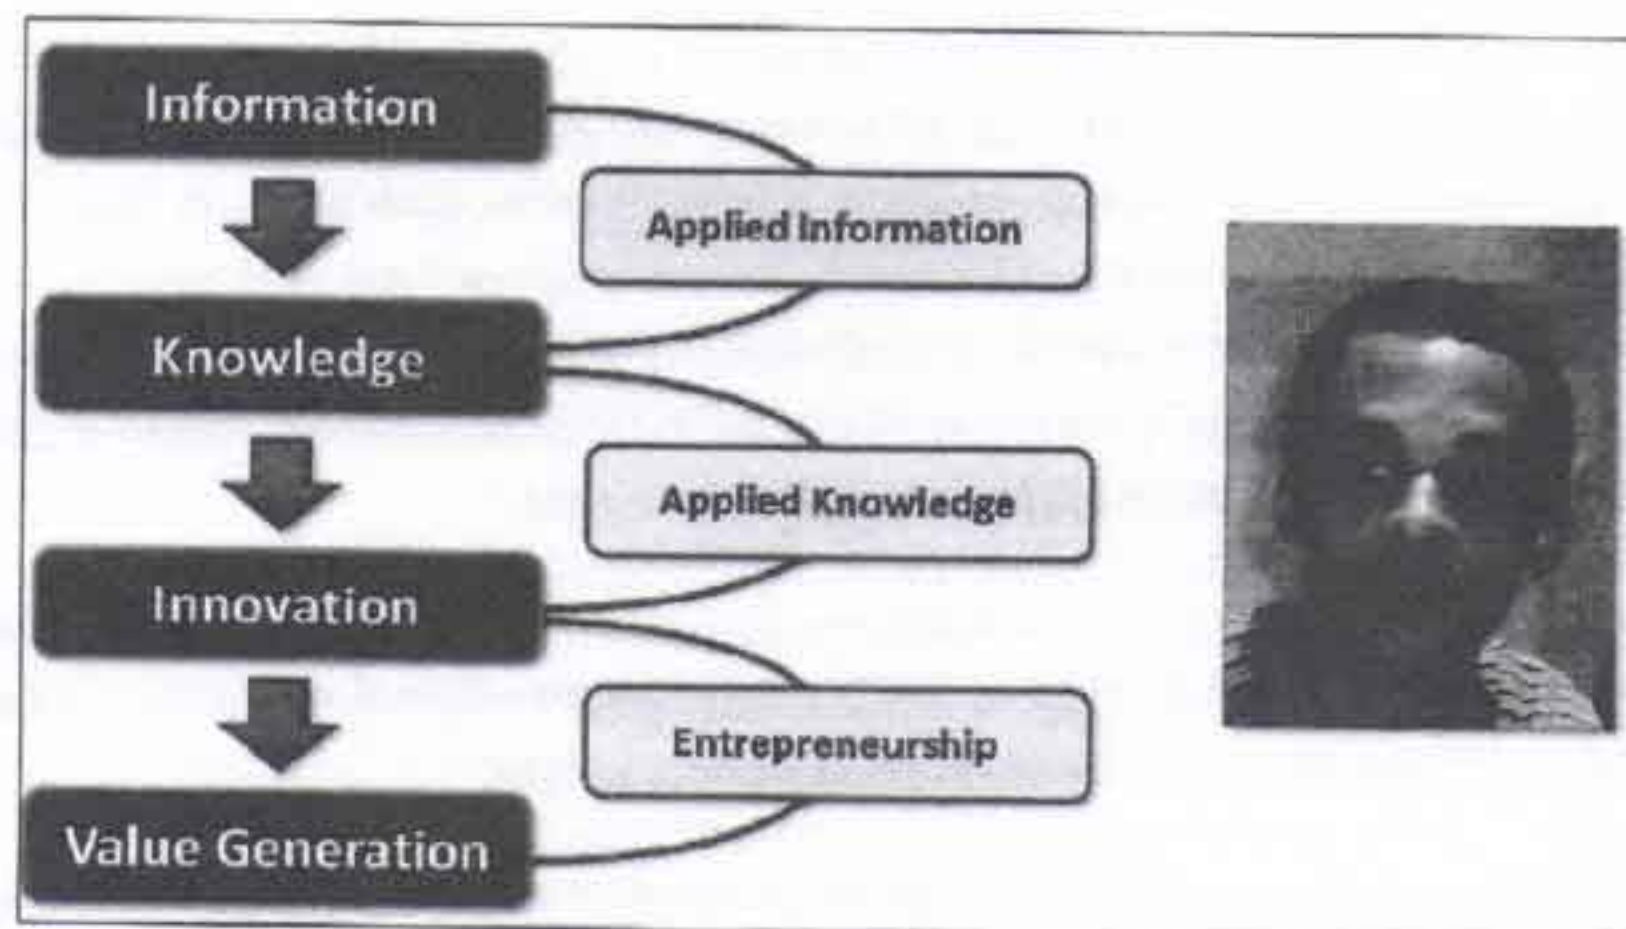 Information
Applied Information
Knowledge
Applied Knowledge
Innovation
Entrepreneurship
Value Generation